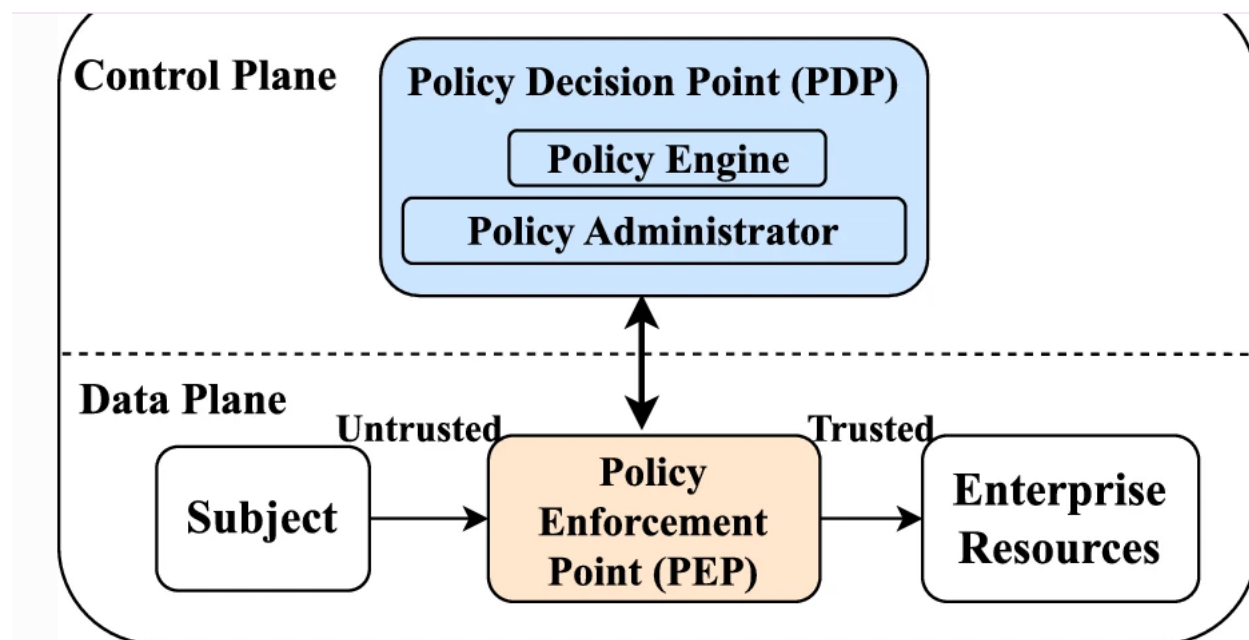 Control Plane
Policy Decision Point (PDP)
Policy Engine
Policy Administrator
Data Plane
Untrusted
Trusted
Subject
Policy
Enforcement
Point (PEP)
Enterprise
Resources